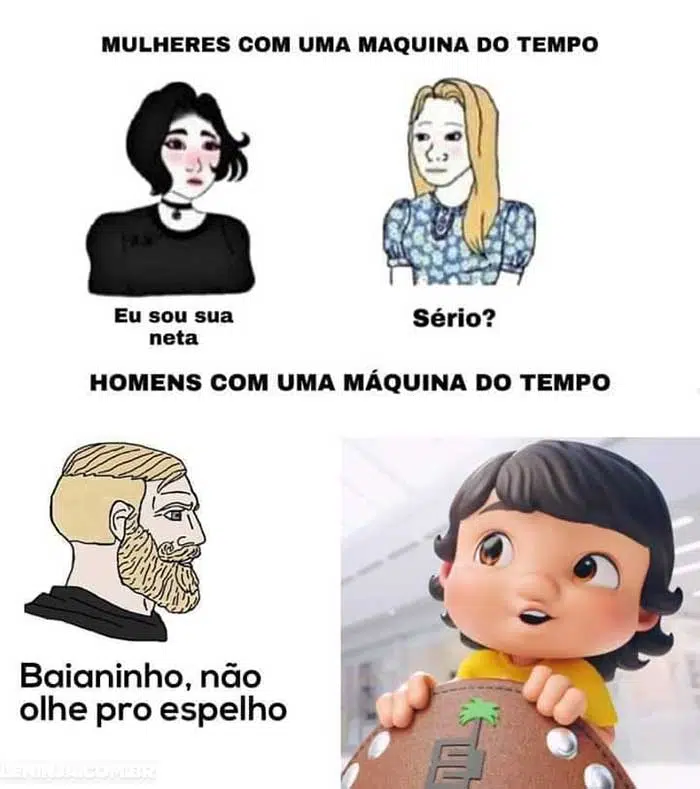 MULHERES COM UMA MAQUINA DO TEMPO
Eu sou sua
neta
Sério?
HOMENS COM UMA MÁQUINA DO TEMPO
Baianinho, não
olhe pro espelho